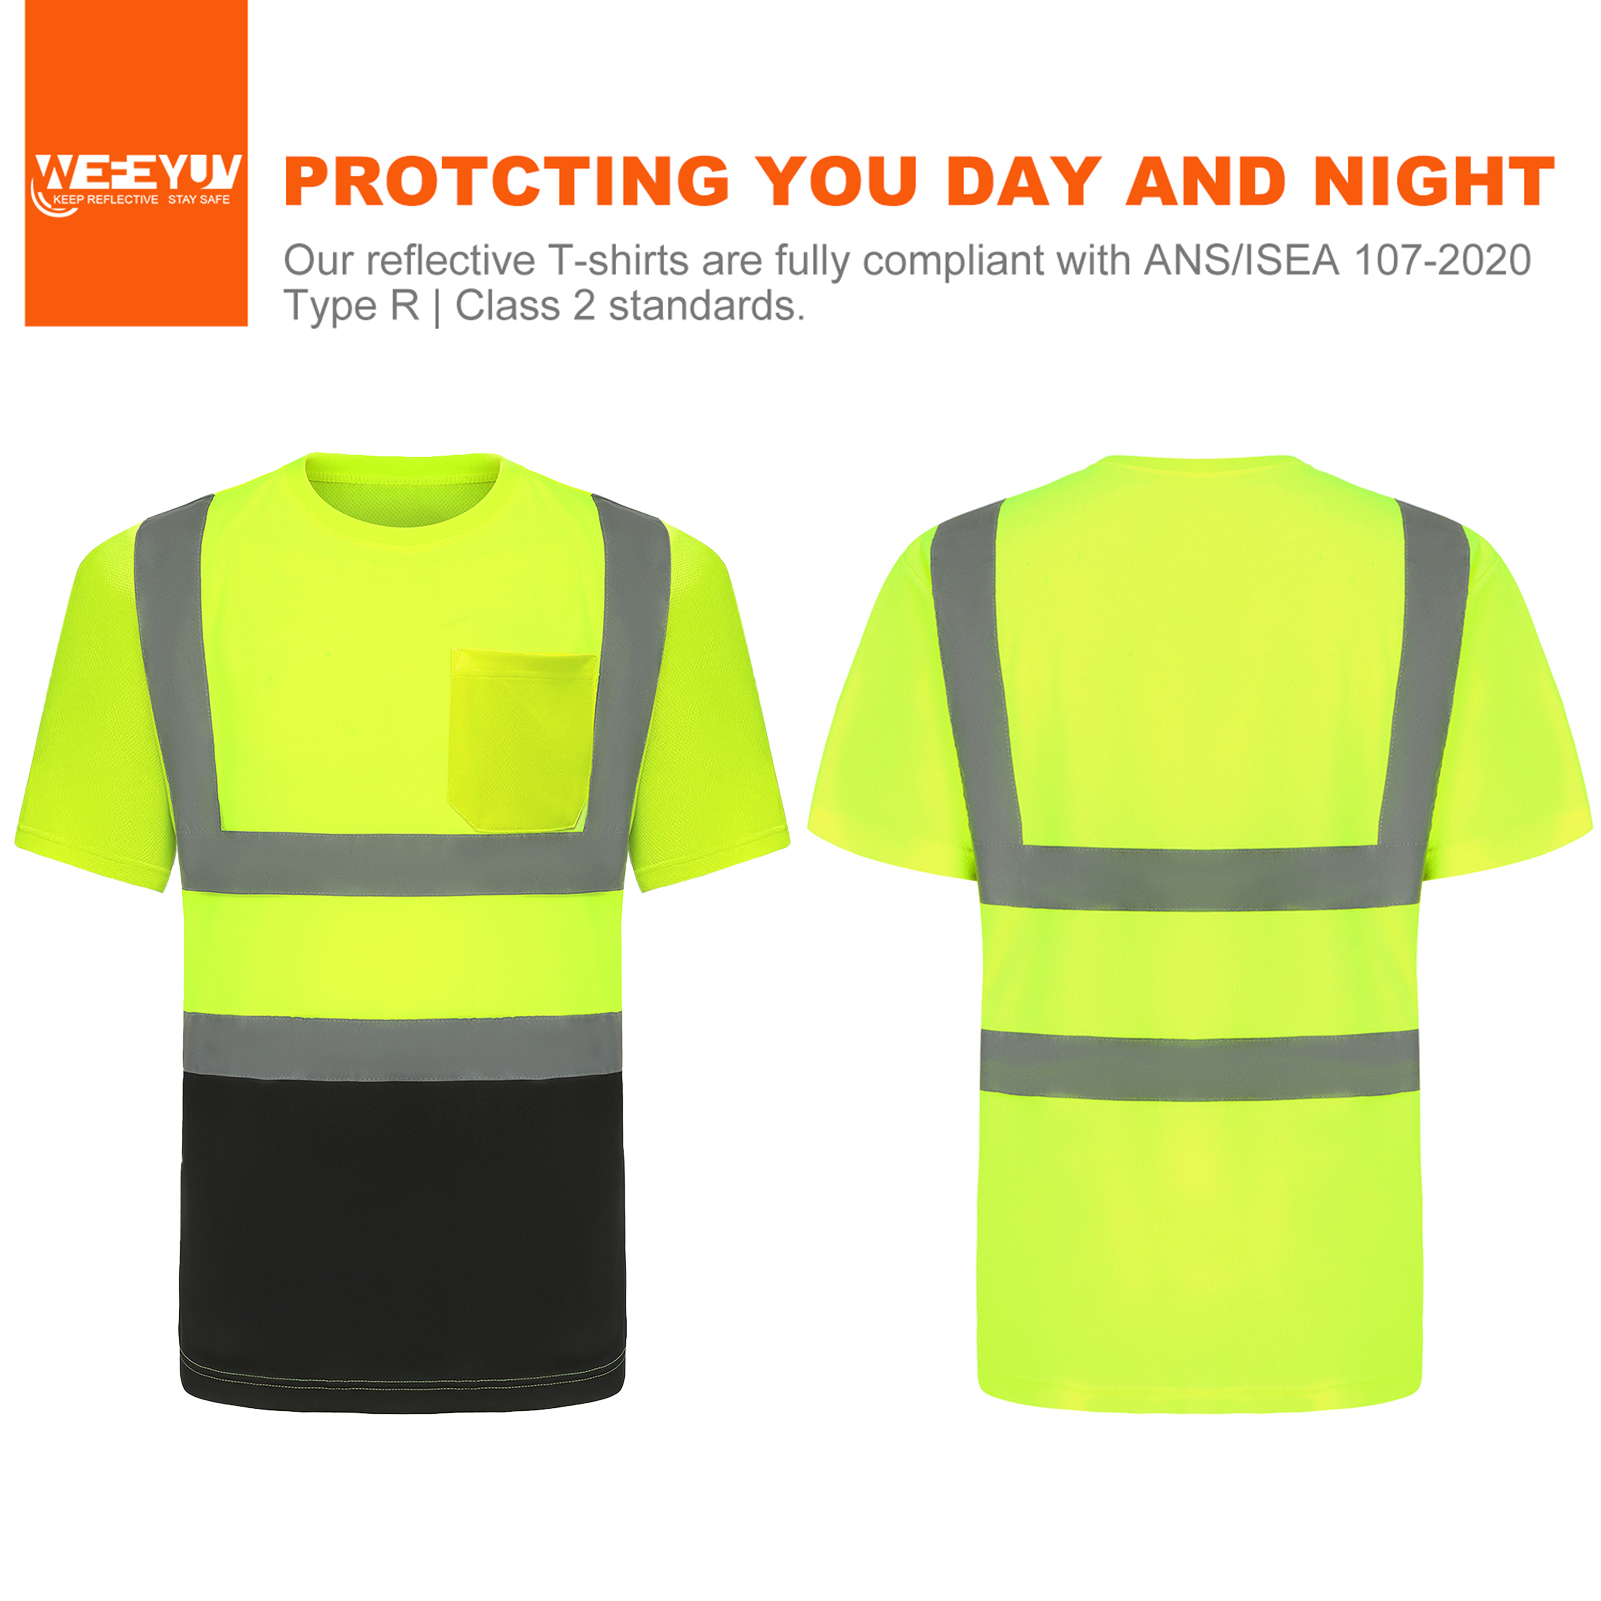 WEFEYUV
KEEP REFLECTIVE STAY SAFE
PROTCTING YOU DAY AND NIGHT
Our reflective T-shirts are fully compliant with ANS/ISEA 107-2020
Type R | Class 2 standards.